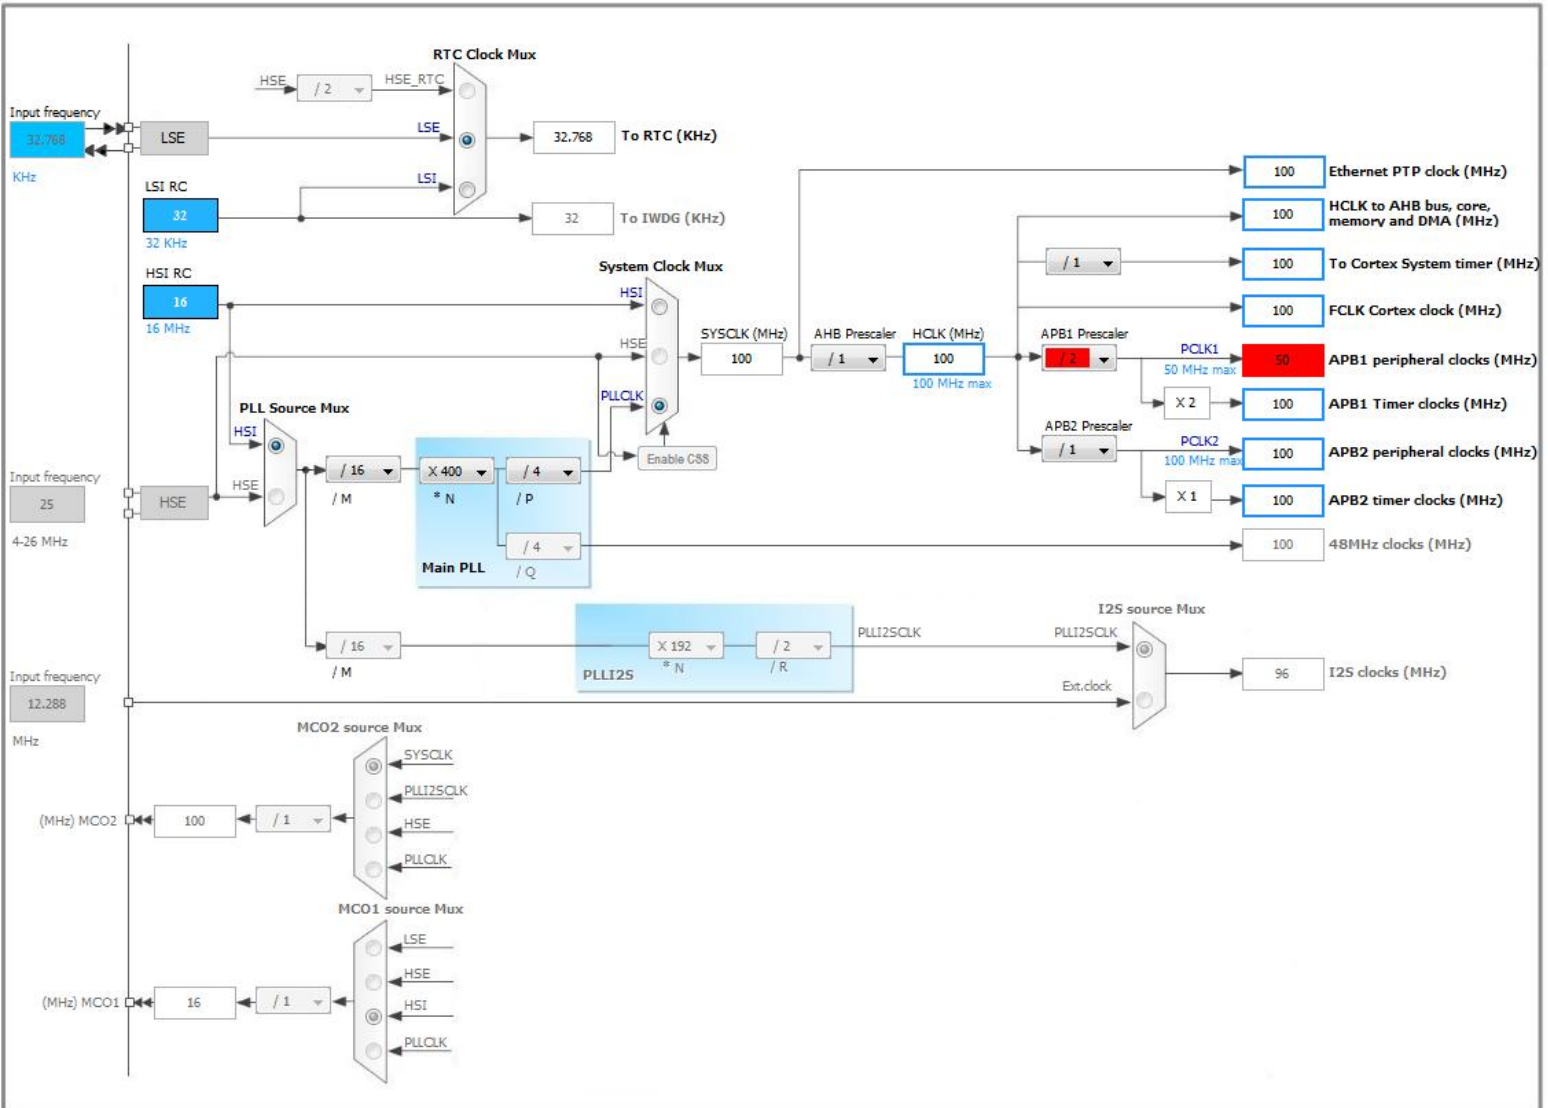 RTC Clock Mux
HSE
/ 2
HSE_RTC
Input frequency
32.768
KHz
LSE
LSE
32.768
To RTC (KHz)
LSI RC
32
32 KHz
LSI
32
To IWDG (KHz)
HSI RC
16
16 MHz
System Clock Mux
HSI
HSE
PLLCLK
Enable CSS
SYSCLK (MHz)
100
AHB Prescaler
/ 1
HCLK (MHz)
100
100 MHz max
100
Ethernet PTP clock (MHz)
100
HCLK to AHB bus, core,
memory and DMA (MHz)
/ 1
100
To Cortex System timer (MHz)
100
FCLK Cortex clock (MHz)
APB1 Prescaler
/ 2
PCLK1
50 MHz max
50
APB1 peripheral clocks (MHz)
X 2
100
APB1 Timer clocks (MHz)
APB2 Prescaler
/ 1
PCLK2
100 MHz max
100
APB2 peripheral clocks (MHz)
X 1
100
APB2 timer clocks (MHz)
PLL Source Mux
HSI
HSE
Input frequency
25
4-26 MHz
HSE
/ 16
/ M
X 400
* N
/ 4
/ P
/ 4
/ Q
Main PLL
100
48MHz clocks (MHz)
/ 16
/ M
X 192
* N
/ 2
/ R
PLLI2S
PLLI2SCLK
I2S source Mux
PLLI2SCLK
Ext.clock
96
I2S clocks (MHz)
Input frequency
12.288
MHz
MCO2 source Mux
SYSCLK
PLLI2SCLK
HSE
PLLCLK
(MHz) MCO2
100
/ 1
MCO1 source Mux
LSE
HSE
HSI
PLLCLK
(MHz) MCO1
16
/ 1